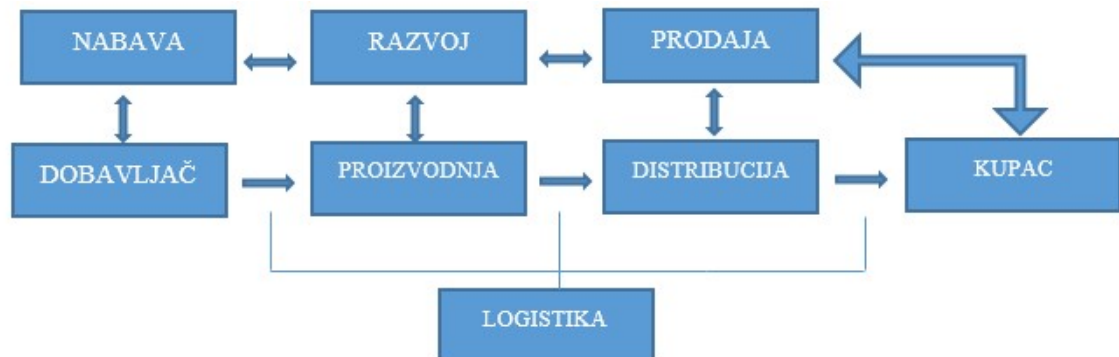 NABAVA
RAZVOJ
PRODAJA
DOBAVLJAČ
PROIZVODNJA
DISTRIBUCIJA
KUPAC
LOGISTIKA